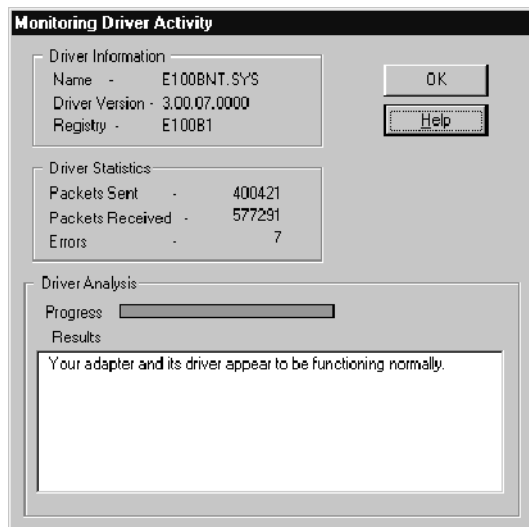 Monitoring Driver Activity
Driver Information
Name - E100BNT.SYS
Driver Version - 3.00.07.0000
Registry - E100B1
OK
Help
Driver Statistics
Packets Sent - 400421
Packets Received - 577291
Errors - 7
Driver Analysis
Progress
Results
Your adapter and its driver appear to be functioning normally.